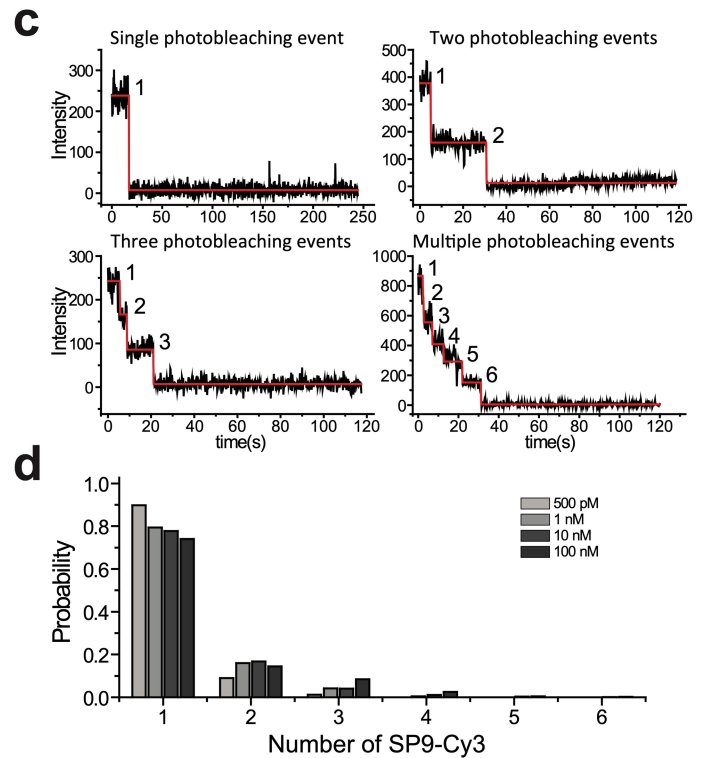 c
Single photobleaching event
Two photobleaching events
Intensity
300
200
100
0
1
0 50 100 150 200 250
500
400
300
200
100
0
1
2
0 20 40 60 80 100 120
Three photobleaching events
Multiple photobleaching events
Intensity
300
200
100
0
1
2
3
0 20 40 60 80 100 120
time(s)
1000
800
600
400
200
0
1
2
3
4
5
6
0 20 40 60 80 100 120
time(s)
d
Probability
1.0
0.8
0.6
0.4
0.2
0.0
500 pM
1 nM
10 nM
100 nM
1 2 3 4 5 6
Number of SP9-Cy3